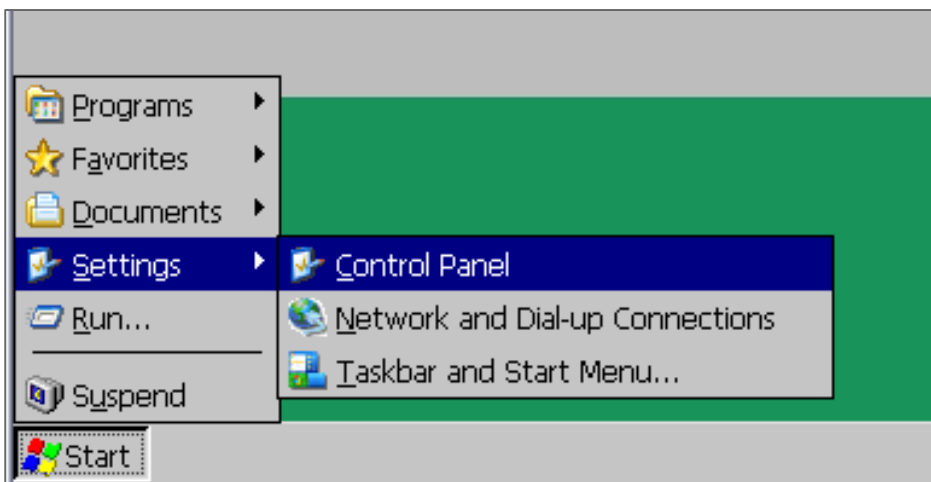 Programs
Favorites
Documents
Settings
Control Panel
Run...
Network and Dial-up Connections
Taskbar and Start Menu...
Suspend
Start